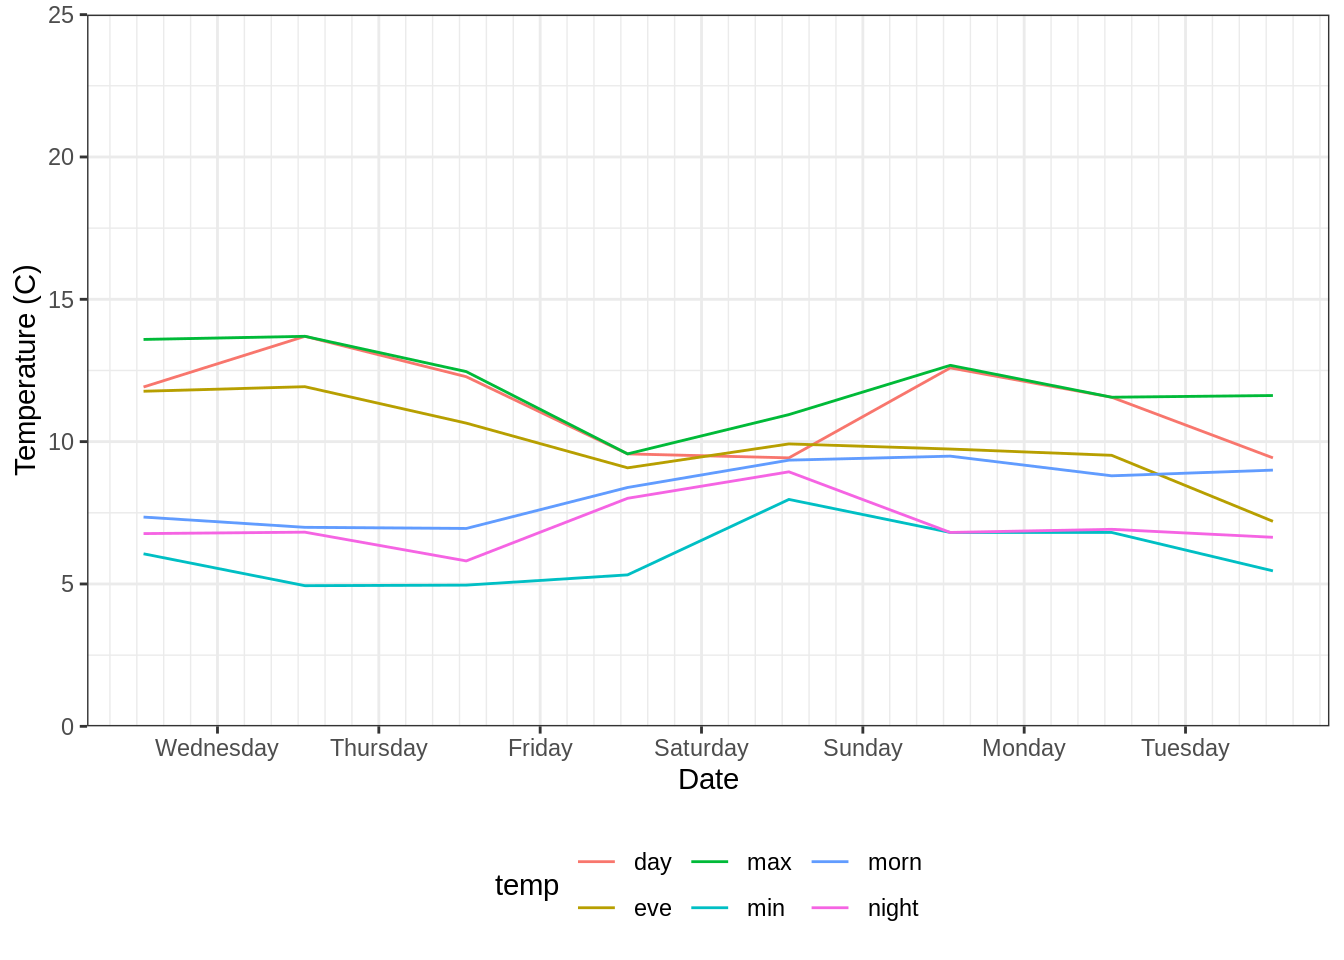 25
20
15
10
5
0
Temperature (C)
Wednesday Thursday Friday Saturday Sunday Monday Tuesday
Date
temp
day max morn
eve min night